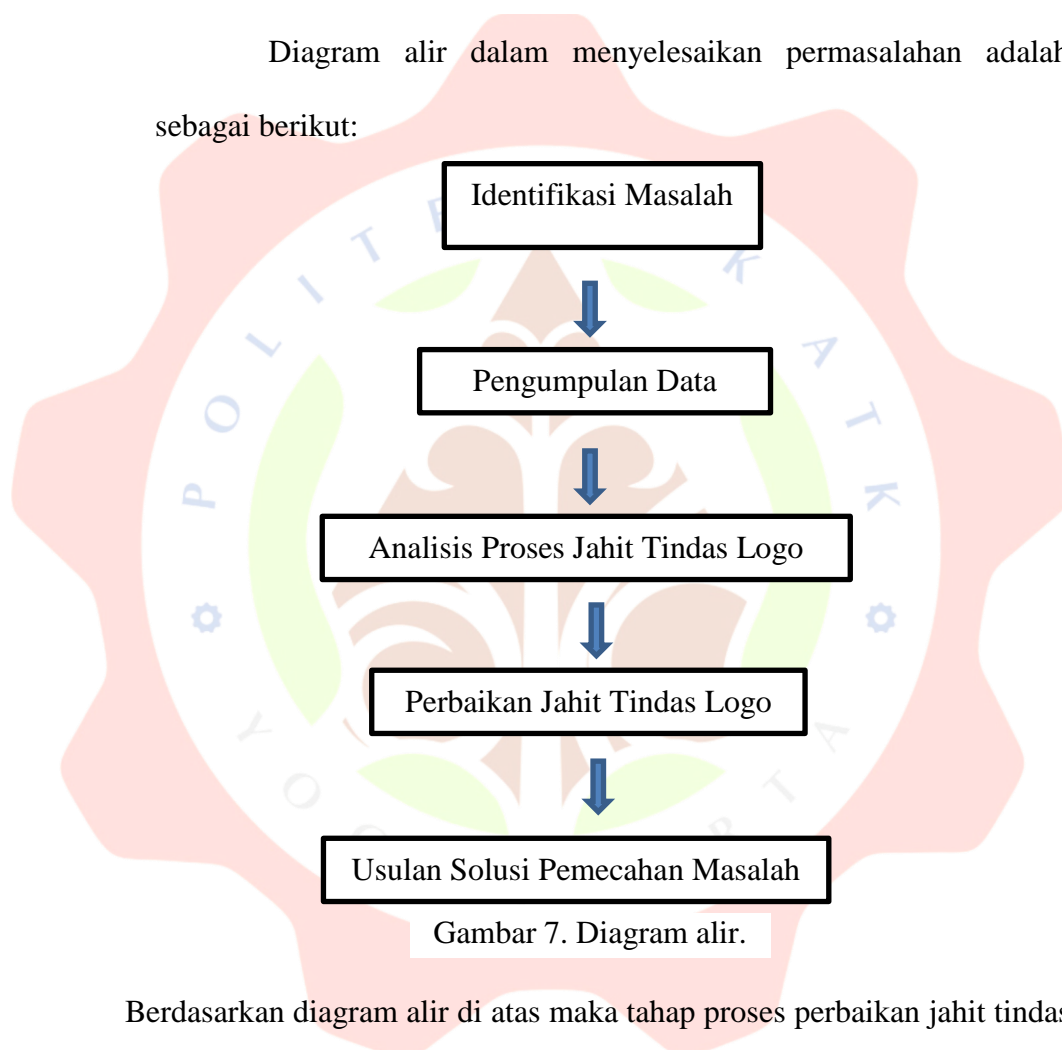 Diagram alir dalam menyelesaikan permasalahan adalah
sebagai berikut:
Identifikasi Masalah
Pengumpulan Data
Analisis Proses Jahit Tindas Logo
Perbaikan Jahit Tindas Logo
Usulan Solusi Pemecahan Masalah
Gambar 7. Diagram alir.
Berdasarkan diagram alir di atas maka tahap proses perbaikan jahit tindas
ATK